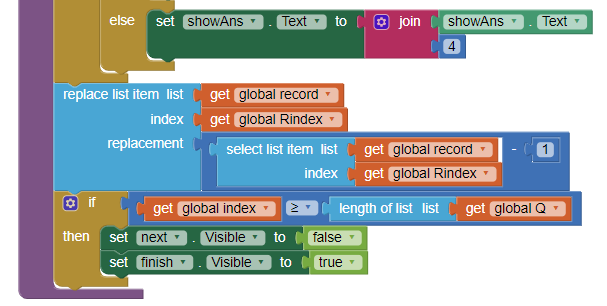 else set showAns . Text to join showAns . Text
4
replace list item list get global record
index get global Rindex
replacement select list item list get global record - 1
index get global Rindex
if get global index ≥ length of list list get global Q
then set next . Visible to false
set finish . Visible to true